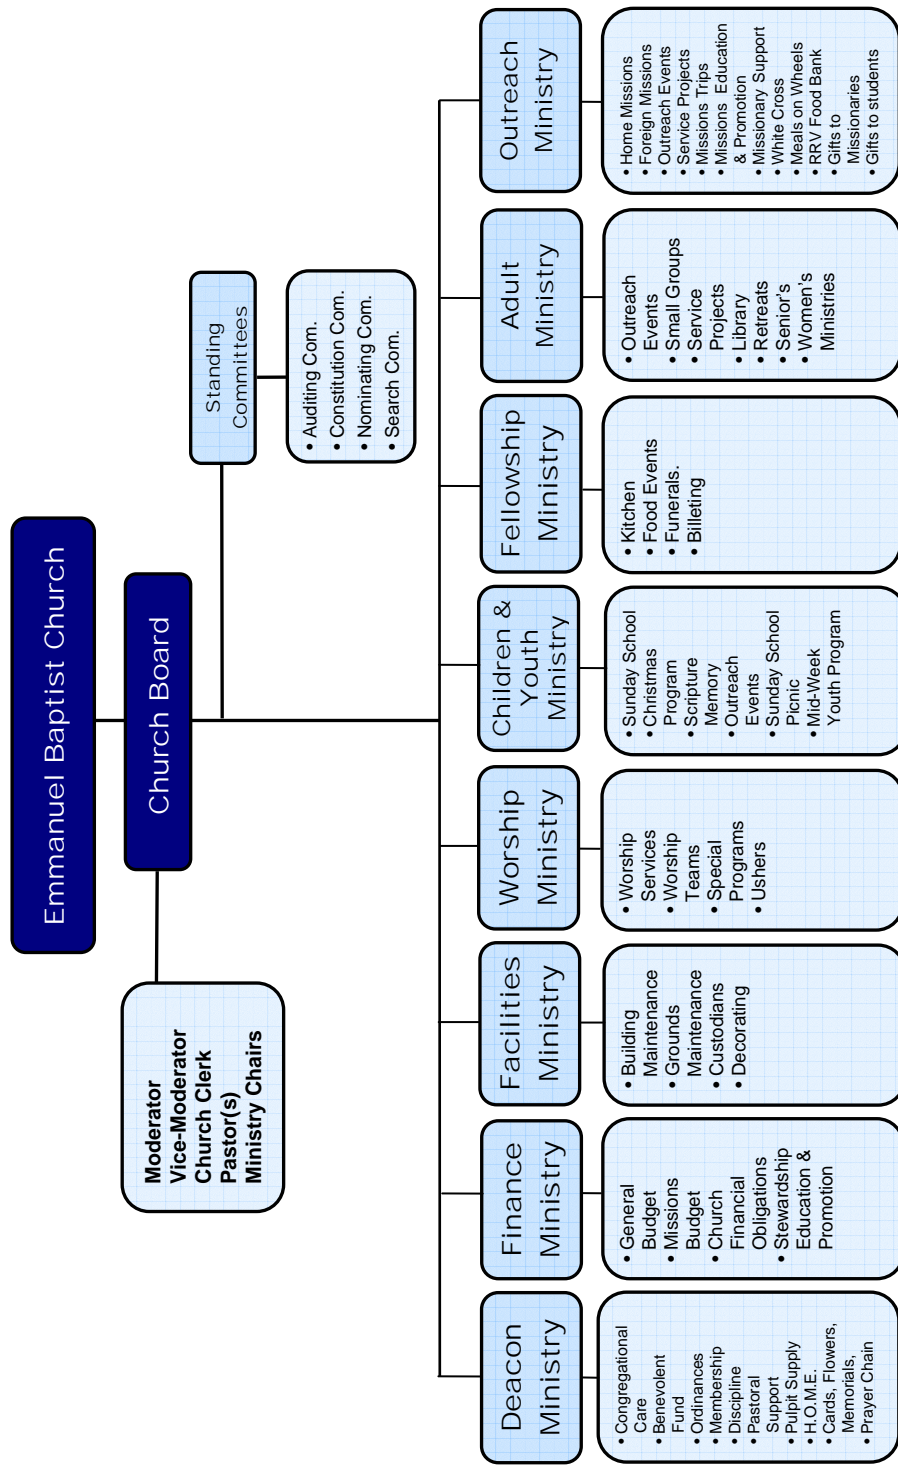 Emmanuel Baptist Church
Church Board
Moderator
Vice-Moderator
Church Clerk
Pastor(s)
Ministry Chairs
Standing
Committees
• Auditing Com.
• Constitution Com.
• Nominating Com.
• Search Com.
Deacon
Ministry
• Congregational
Care
• Benevolent
Fund
• Ordinances
• Membership
• Discipline
• Pastoral
Support
• Pulpit Supply
• H.O.M.E.
• Cards, Flowers,
Memorials,
• Prayer Chain
Finance
Ministry
• General
Budget
• Missions
Budget
• Church
Financial
Obligations
• Stewardship
Education &
Promotion
Facilities
Ministry
• Building
Maintenance
• Grounds
Maintenance
• Custodians
• Decorating
Worship
Ministry
• Worship
Services
• Worship
Teams
• Special
Programs
• Ushers
Children &
Youth
Ministry
• Sunday School
• Christmas
Program
• Scripture
Memory
• Outreach
Events
• Sunday School
Picnic
• Mid-Week
Youth Program
Fellowship
Ministry
• Kitchen
• Food Events
• Funerals.
• Billeting
Adult
Ministry
• Outreach
Events
• Small Groups
• Service
Projects
• Library
• Retreats
• Senior's
• Women's
Ministries
Outreach
Ministry
• Home Missions
• Foreign Missions
• Outreach Events
• Service Projects
• Missions Trips
• Missions Education
& Promotion
• Missionary Support
• White Cross
• Meals on Wheels
• RRV Food Bank
• Gifts to
Missionaries
• Gifts to students